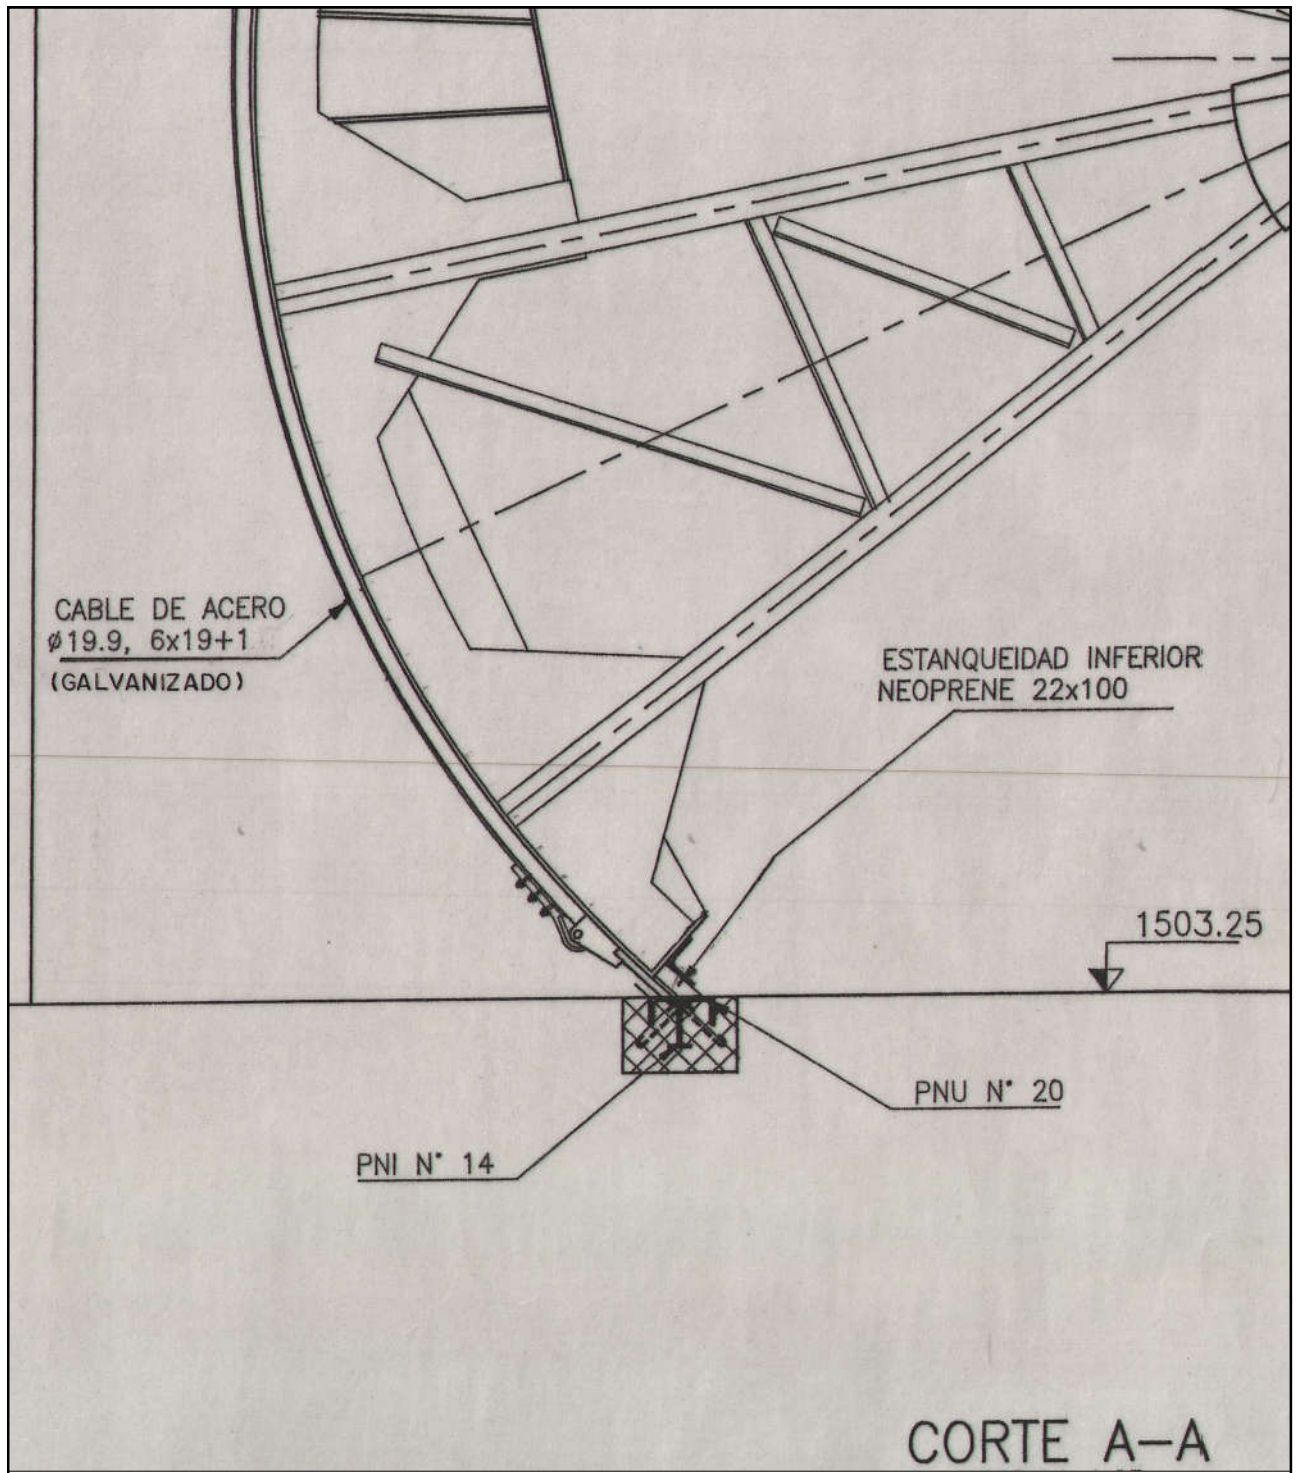 CABLE DE ACERO
ø19.9, 6x19+1
(GALVANIZADO)
ESTANQUEIDAD INFERIOR
NEOPRENE 22x100
1503.25
PNU N° 20
PNI N° 14
CORTE A-A